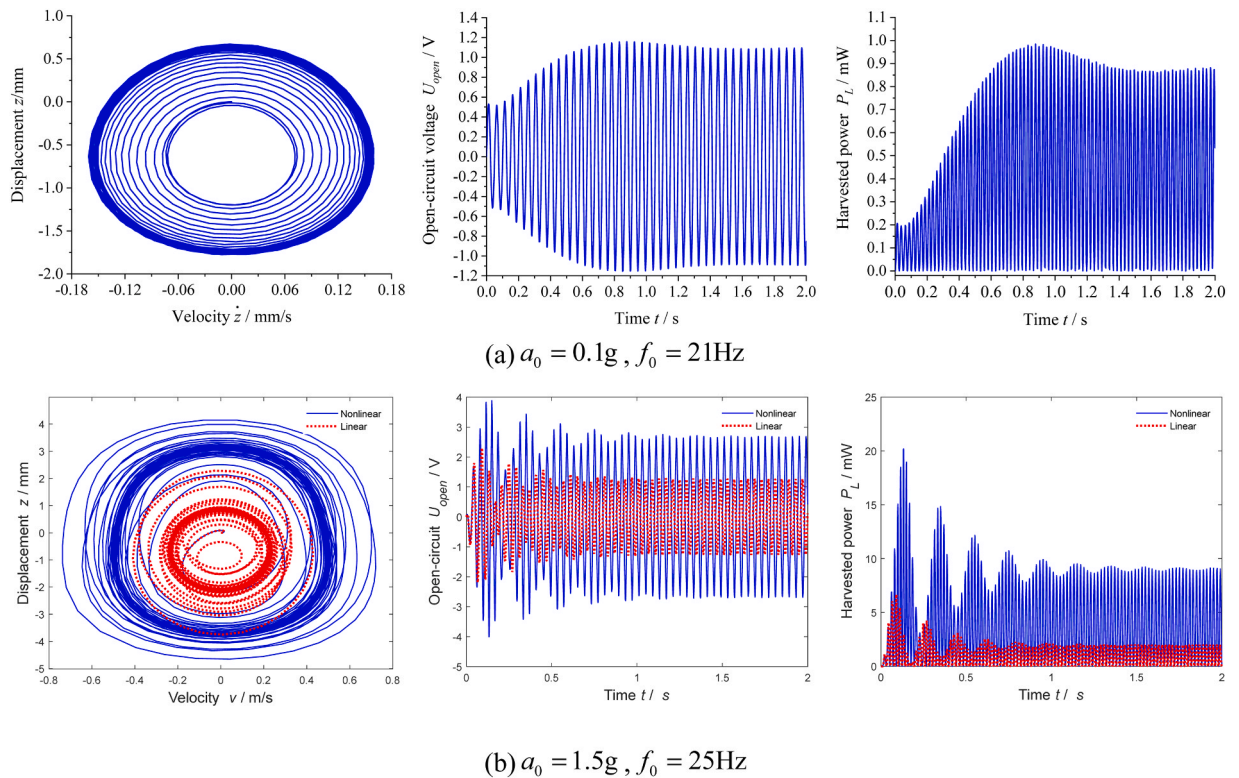 Displacement z/mm
1.0
0.5
0.0
-0.5
-1.0
-1.5
-2.0
-0.18 -0.12 -0.06 0.00 0.06 0.12 0.18
Velocity ż / mm/s
Open-circuit voltage U_open / V
1.4
1.2
1.0
0.8
0.6
0.4
0.2
0.0
-0.2
-0.4
-0.6
-0.8
-1.0
-1.2
0.0 0.2 0.4 0.6 0.8 1.0 1.2 1.4 1.6 1.8 2.0
Time t / s
Harvested power P_L / mW
1.1
1.0
0.9
0.8
0.7
0.6
0.5
0.4
0.3
0.2
0.1
0.0
0.0 0.2 0.4 0.6 0.8 1.0 1.2 1.4 1.6 1.8 2.0
Time t / s
(a) a₀ = 0.1g , f₀ = 21Hz
Displacement z / mm
4
3
2
1
0
-1
-2
-3
-4
-5
-0.8 -0.6 -0.4 -0.2 0 0.2 0.4 0.6 0.8
Velocity v / m/s
Nonlinear
Linear
Open-circuit U_open / V
5
4
3
2
1
0
-1
-2
-3
-4
-5
0 0.5 1 1.5 2
Time t / s
Nonlinear
Linear
Harvested power P_L / mW
25
20
15
10
5
0
0 0.5 1 1.5 2
Time t / s
Nonlinear
Linear
(b) a₀ = 1.5g , f₀ = 25Hz